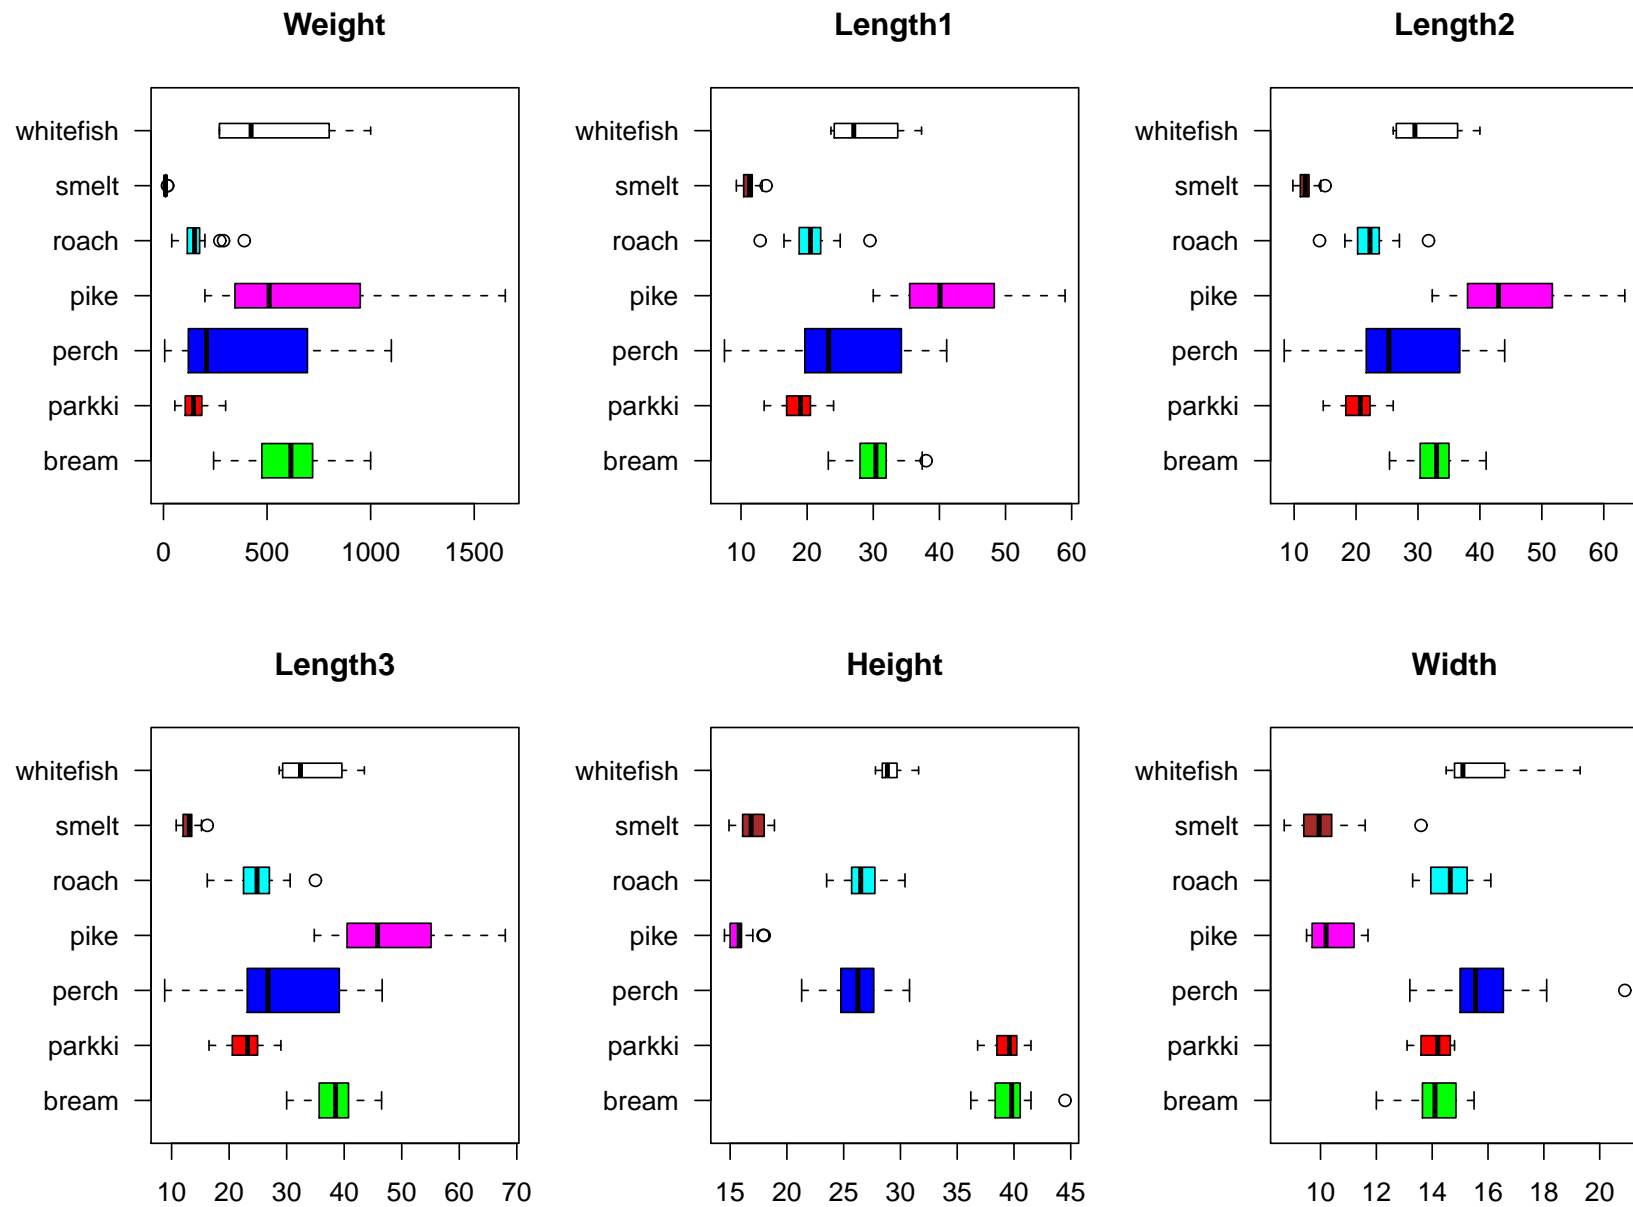 Weight
whitefish
smelt
roach
pike
perch
parkki
bream
0 500 1000 1500
Length1
whitefish
smelt
roach
pike
perch
parkki
bream
10 20 30 40 50 60
Length2
whitefish
smelt
roach
pike
perch
parkki
bream
10 20 30 40 50 60
Length3
whitefish
smelt
roach
pike
perch
parkki
bream
10 20 30 40 50 60 70
Height
whitefish
smelt
roach
pike
perch
parkki
bream
15 20 25 30 35 40 45
Width
whitefish
smelt
roach
pike
perch
parkki
bream
10 12 14 16 18 20